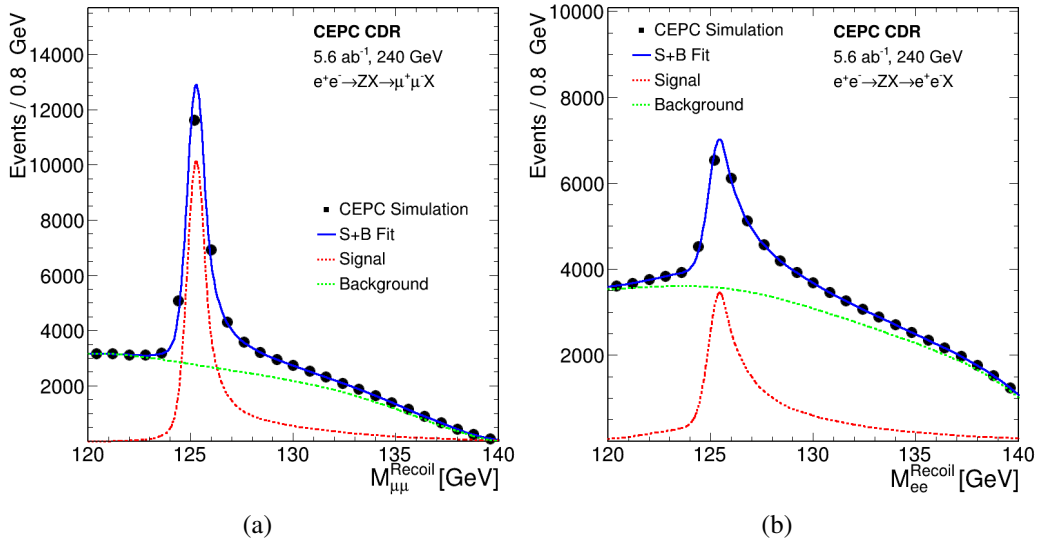 CEPC CDR
5.6 ab⁻¹, 240 GeV
e⁺e⁻→ZX→μ⁺μ⁻X
CEPC Simulation
S+B Fit
Signal
Background
Events / 0.8 GeV
14000
12000
10000
8000
6000
4000
2000
120 125 130 135 140
M^Recoil_μμ [GeV]
(a)
CEPC Simulation
S+B Fit
Signal
Background
CEPC CDR
5.6 ab⁻¹, 240 GeV
e⁺e⁻→ZX→e⁺e⁻X
Events / 0.8 GeV
10000
8000
6000
4000
2000
120 125 130 135 140
M^Recoil_ee [GeV]
(b)